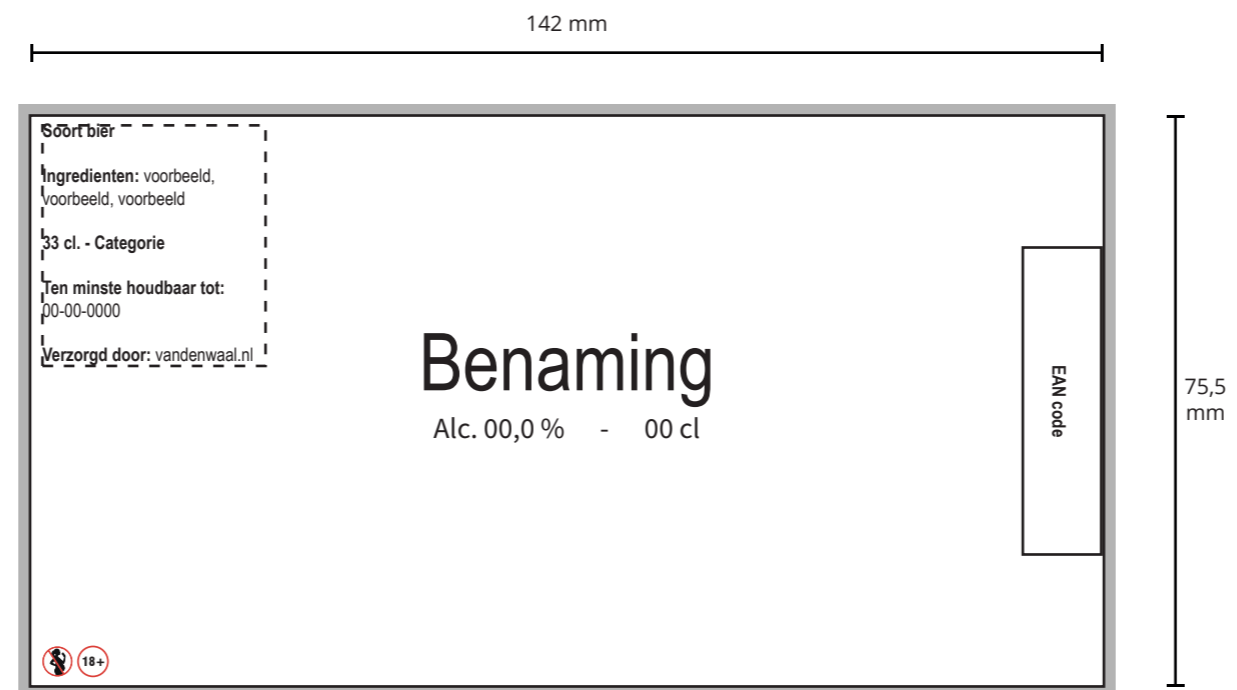 142 mm
Soort bier
Ingredienten: voorbeeld,
voorbeeld, voorbeeld
33 cl. - Categorie
Ten minste houdbaar tot:
00-00-0000
Verzorgd door: vandenwaal.nl
Benaming
Alc. 00,0 % - 00 cl
EAN code
75,5
mm
18+